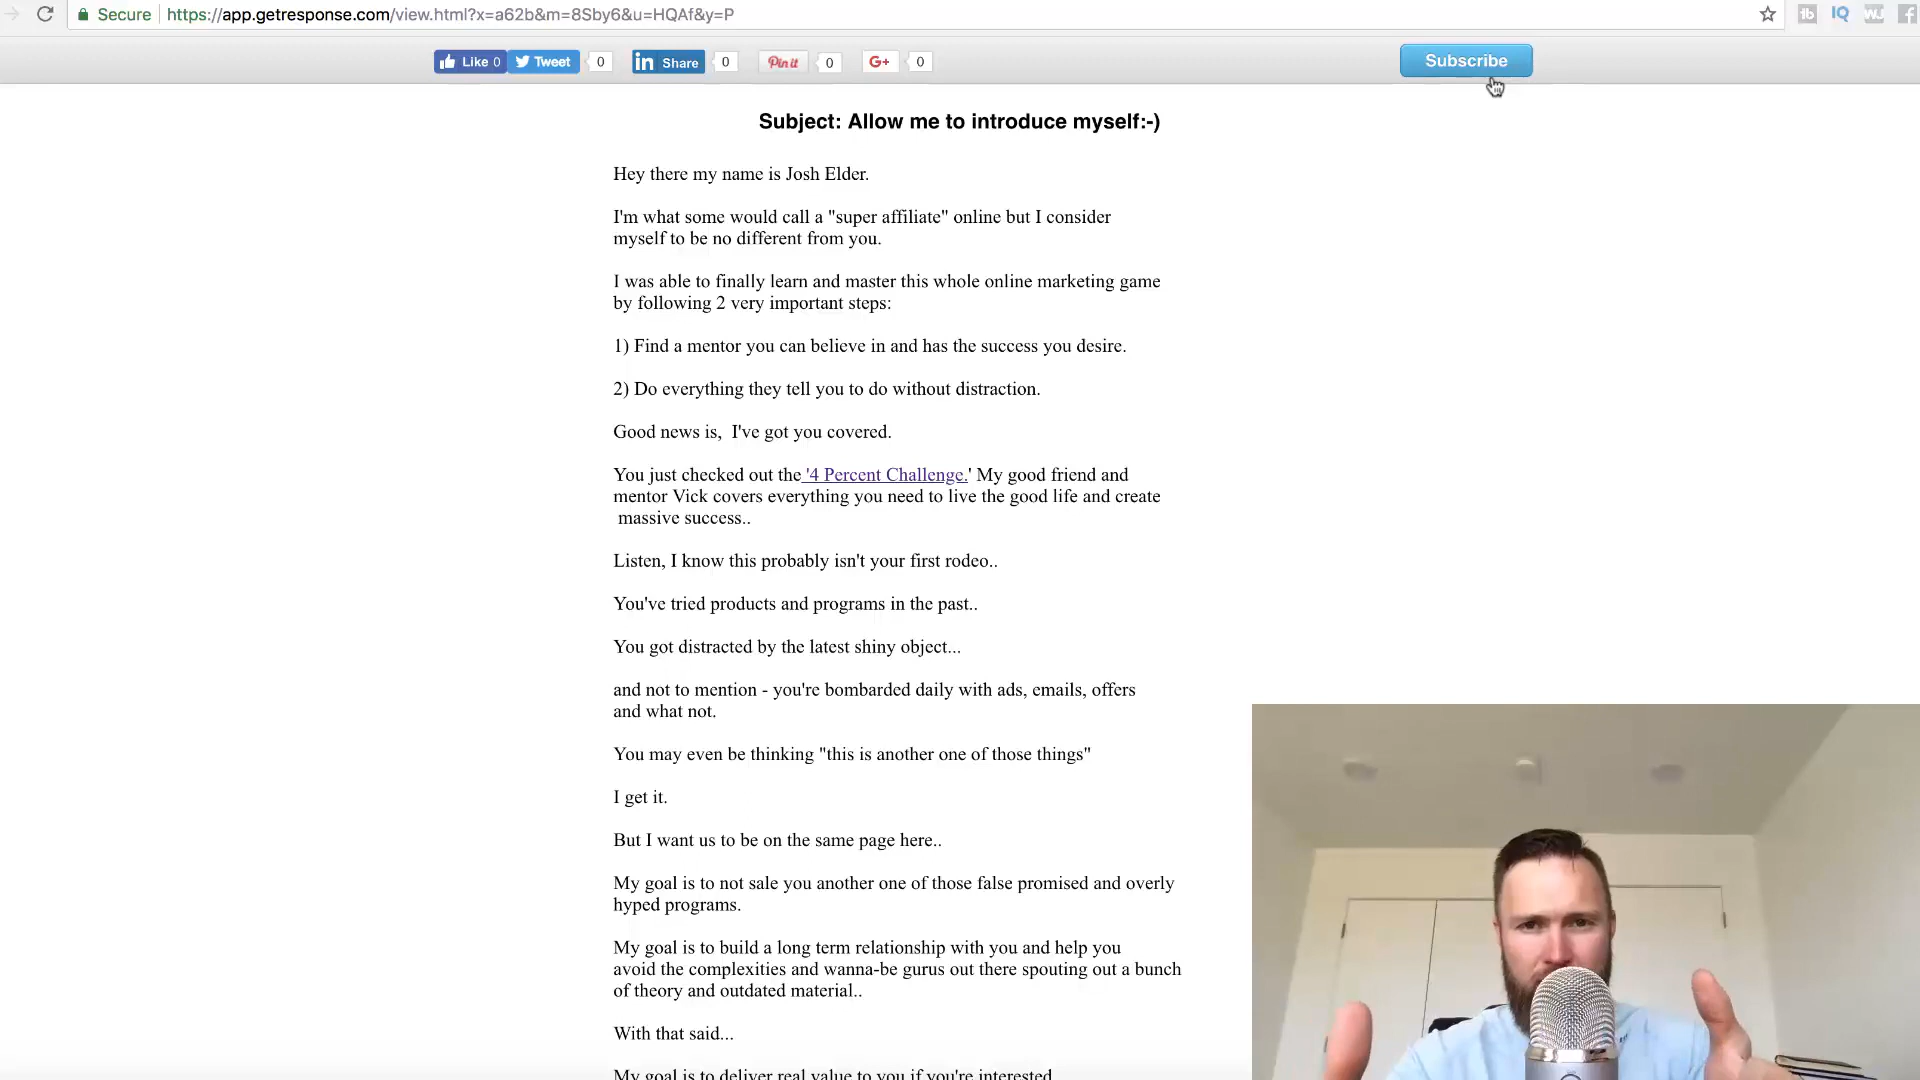 Secure https://app.getresponse.com/view.html?x=a62b&m=8Sby6&u=HQAf&y=P
Like 0 Tweet 0 in Share 0 Pin it 0 G+ 0 Subscribe
Subject: Allow me to introduce myself:-)
Hey there my name is Josh Elder.
I'm what some would call a "super affiliate" online but I consider
myself to be no different from you.
I was able to finally learn and master this whole online marketing game
by following 2 very important steps:
1) Find a mentor you can believe in and has the success you desire.
2) Do everything they tell you to do without distraction.
Good news is,  I've got you covered.
You just checked out the '4 Percent Challenge.' My good friend and
mentor Vick covers everything you need to live the good life and create
massive success..
Listen, I know this probably isn't your first rodeo..
You've tried products and programs in the past..
You got distracted by the latest shiny object...
and not to mention - you're bombarded daily with ads, emails, offers
and what not.
You may even be thinking "this is another one of those things"
I get it.
But I want us to be on the same page here..
My goal is to not sale you another one of those false promised and overly
hyped programs.
My goal is to build a long term relationship with you and help you
avoid the complexities and wanna-be gurus out there spouting out a bunch
of theory and outdated material..
With that said...
My goal is to deliver real value to you if you're interested